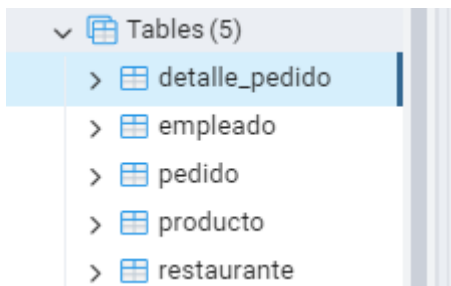 Tables (5)
detalle_pedido
empleado
pedido
producto
restaurante